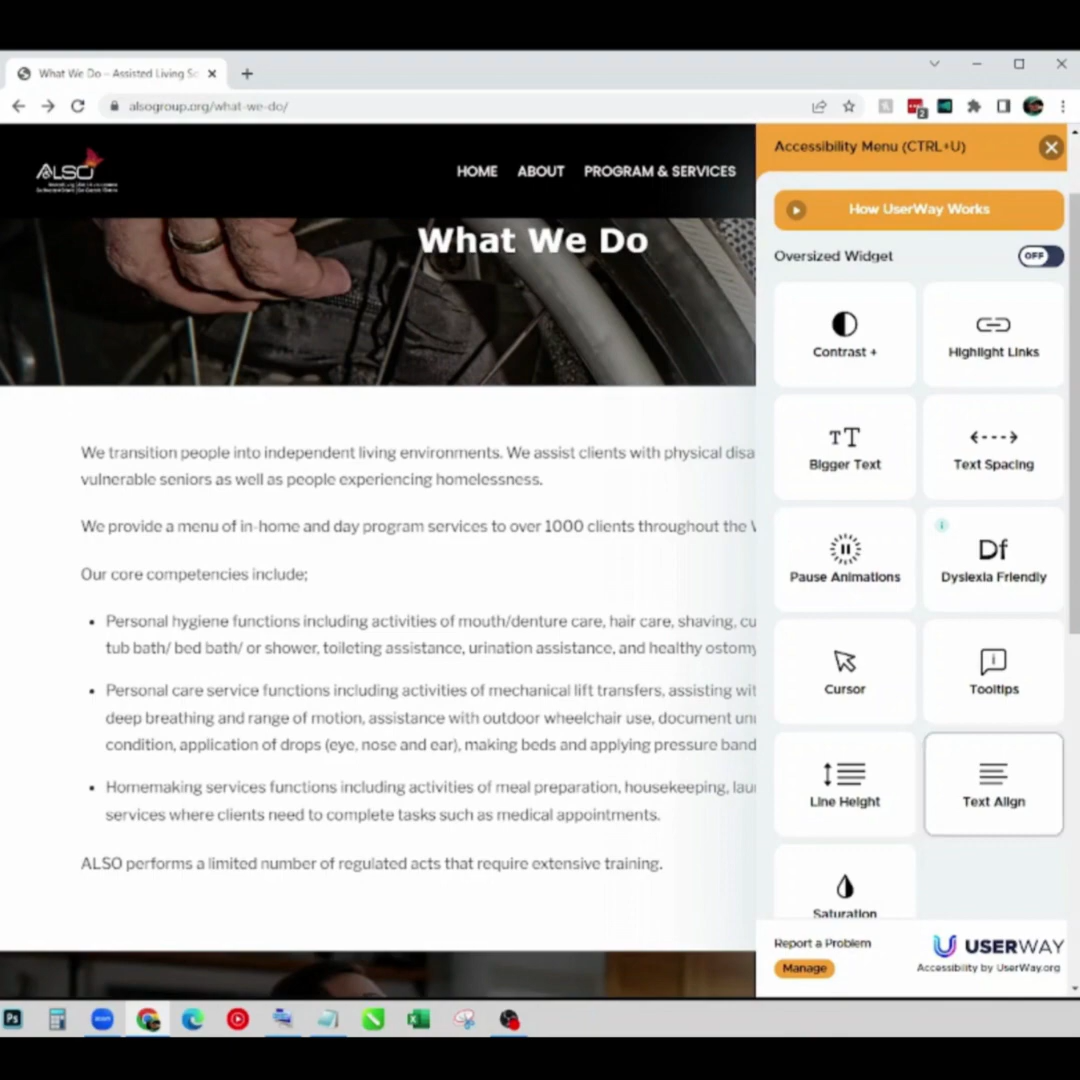 What We Do – Assisted Living Sc
alsogroup.org/what-we-do/
2
Accessibility Menu (CTRL+U)
ALSO
HOME ABOUT PROGRAM & SERVICES
How UserWay Works
What We Do
Oversized Widget
OFF
Contrast +
Highlight Links
Bigger Text
Text Spacing
We transition people into independent living environments. We assist clients with physical disa
vulnerable seniors as well as people experiencing homelessness.
We provide a menu of in-home and day program services to over 1000 clients throughout the
Our core competencies include;
Pause Animations
Df
Dyslexia Friendly
• Personal hygiene functions including activities of mouth/denture care, hair care, shaving, cu
tub bath/ bed bath/ or shower, toileting assistance, urination assistance, and healthy ostomy
• Personal care service functions including activities of mechanical lift transfers, assisting wit
deep breathing and range of motion, assistance with outdoor wheelchair use, document
condition, application of drops (eye, nose and ear), making beds and applying pressure band
Cursor
Tooltips
• Homemaking services functions including activities of meal preparation, housekeeping, lau
services where clients need to complete tasks such as medical appointments.
Line Height
Text Align
ALSO performs a limited number of regulated acts that require extensive training.
Saturation
Report a Problem
Manage
USERWAY
Accessibility by UserWay.org
Ps
zoom